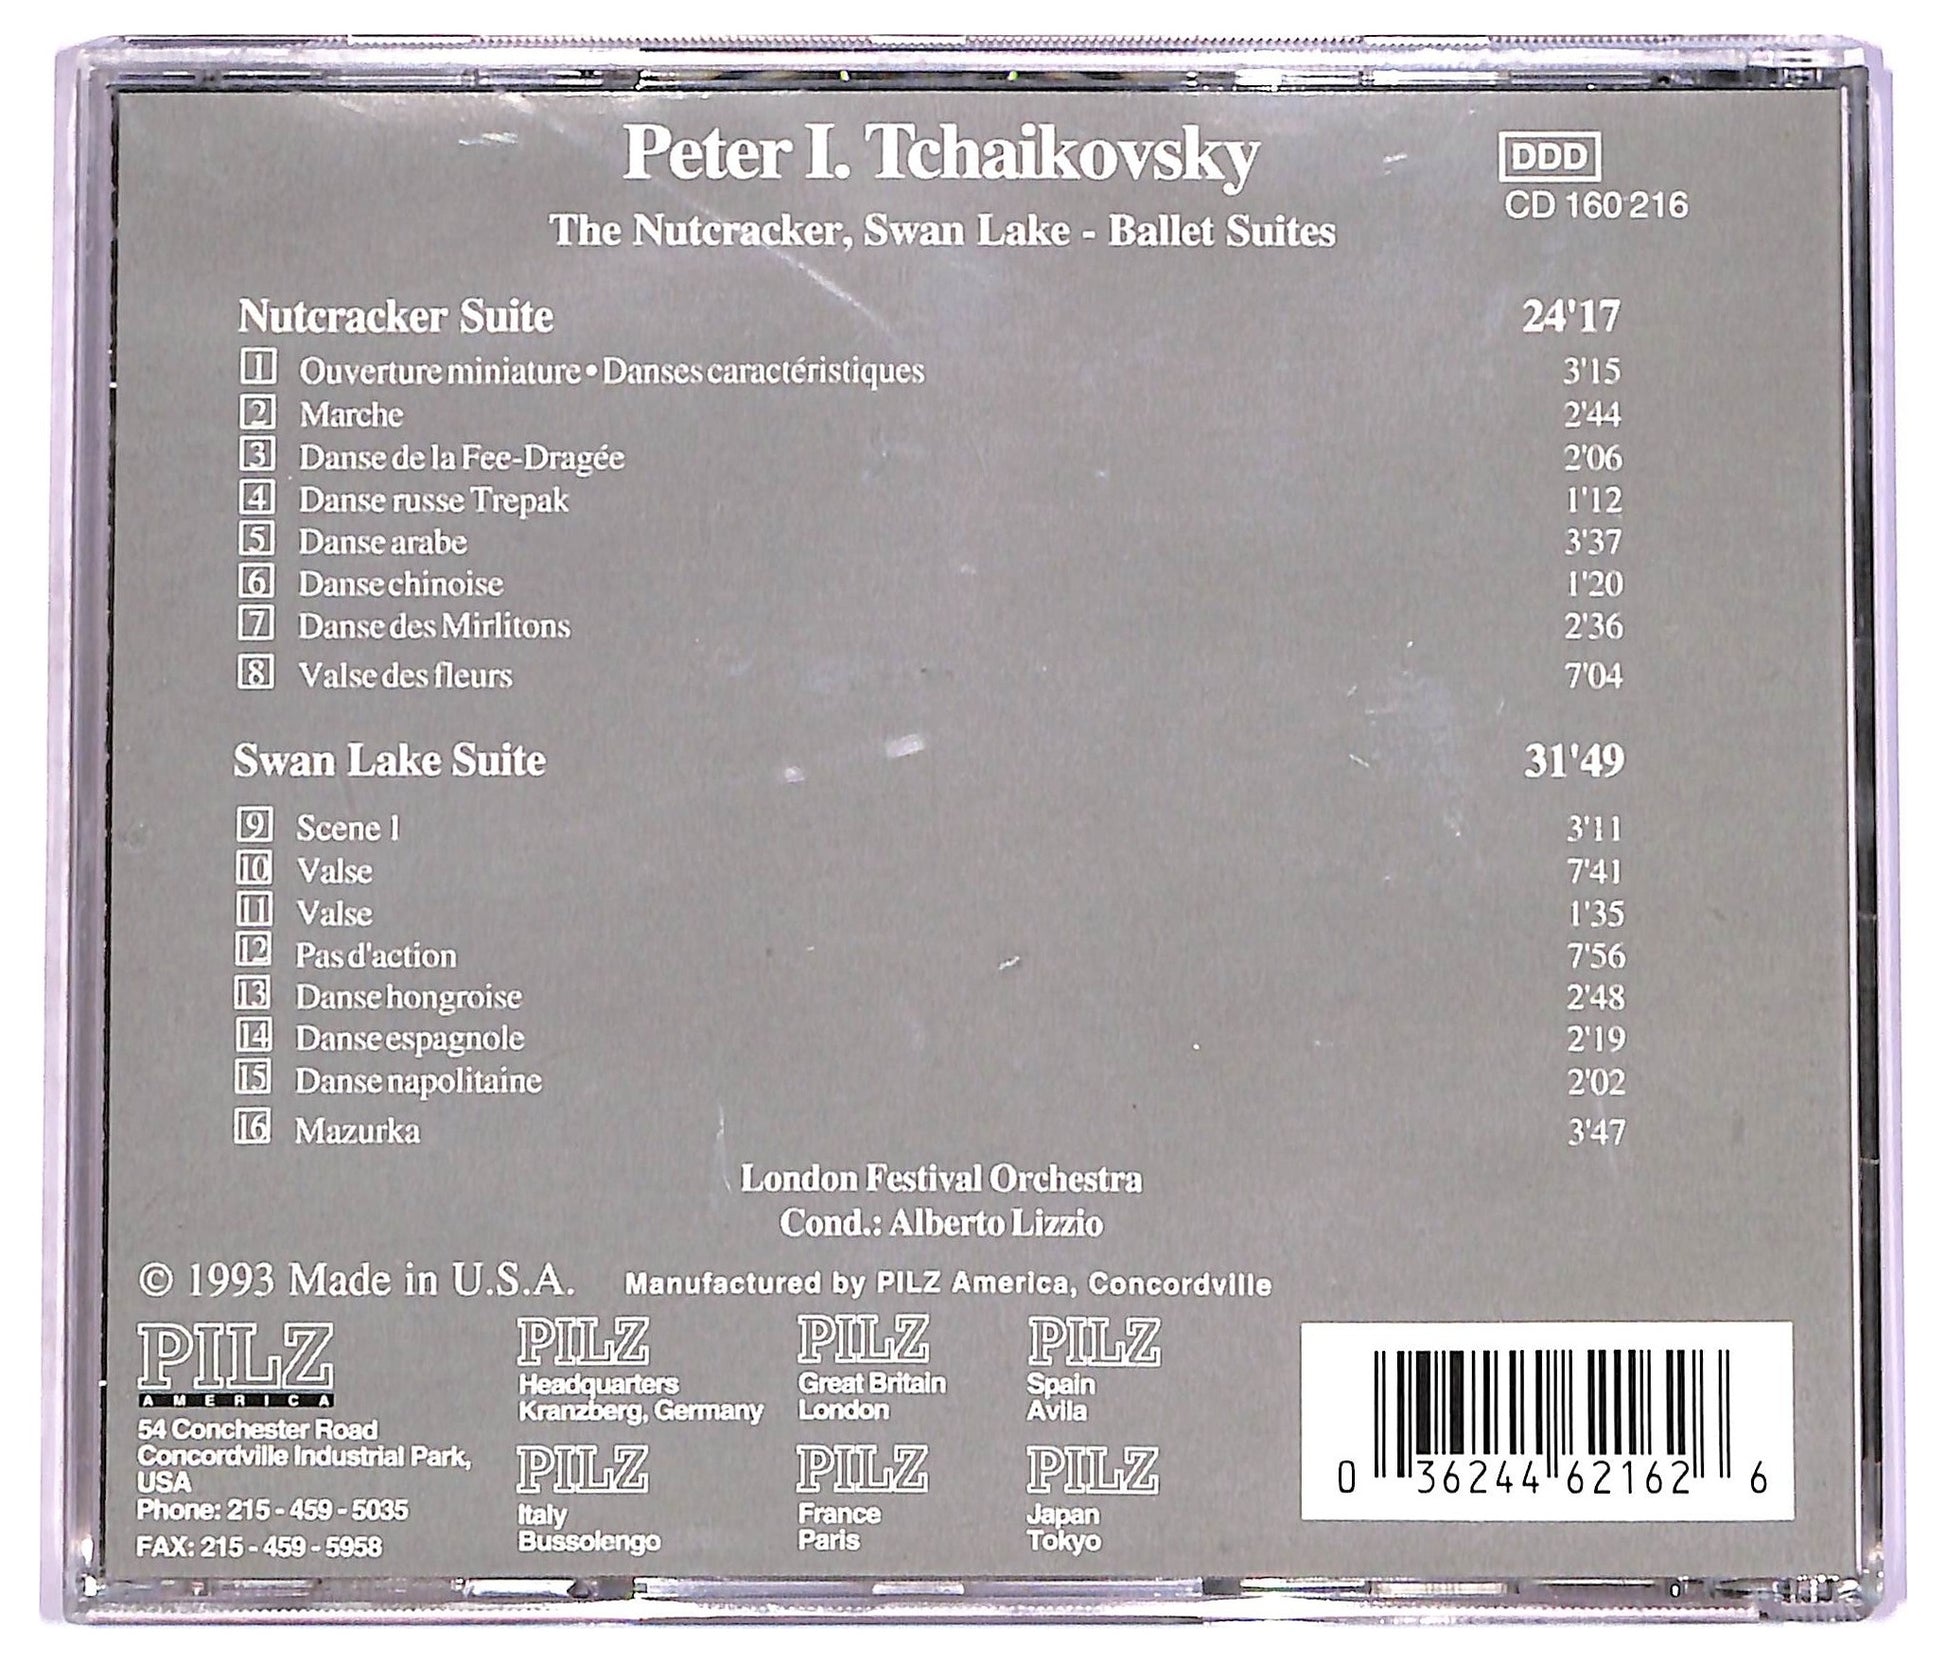 Peter I. Tchaikovsky
DDD
CD 160 216
The Nutcracker, Swan Lake - Ballet Suites
Nutcracker Suite 24'17
1 Ouverture miniature • Danses caractéristiques 3'15
2 Marche 2'44
3 Danse de la Fee-Dragée 2'06
4 Danse russe Trepak 1'12
5 Danse arabe 3'37
6 Danse chinoise 1'20
7 Danse des Mirlitons 2'36
8 Valse des fleurs 7'04
Swan Lake Suite 31'49
9 Scene 1 3'11
10 Valse 7'41
11 Valse 1'35
12 Pas d'action 7'56
13 Danse hongroise 2'48
14 Danse espagnole 2'19
15 Danse napolitaine 2'02
16 Mazurka 3'47
London Festival Orchestra
Cond.: Alberto Lizzio
© 1993 Made in U.S.A. Manufactured by PILZ America, Concordville
PILZ
AMERICA
54 Conchester Road
Concordville Industrial Park,
USA
Phone: 215 - 459 - 5035
FAX: 215 - 459 - 5958
PILZ
Headquarters
Kranzberg, Germany
PILZ
Great Britain
London
PILZ
Spain
Avila
PILZ
Italy
Bussolengo
PILZ
France
Paris
PILZ
Japan
Tokyo
0 36244 62162 6